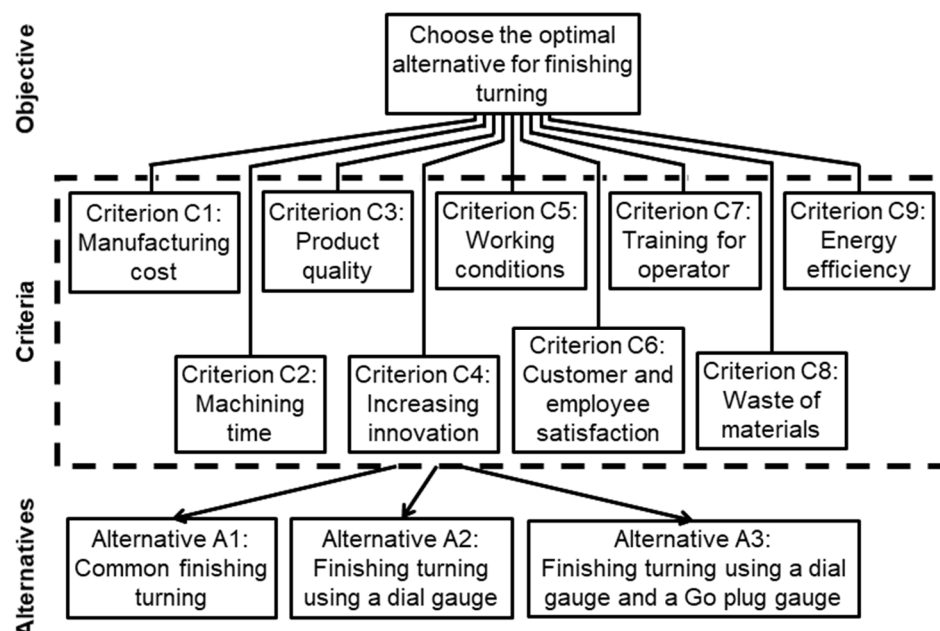 Objective
Choose the optimal
alternative for finishing
turning
Criteria
Criterion C1:
Manufacturing
cost
Criterion C3:
Product
quality
Criterion C5:
Working
conditions
Criterion C7:
Training for
operator
Criterion C9:
Energy
efficiency
Criterion C2:
Machining
time
Criterion C4:
Increasing
innovation
Criterion C6:
Customer and
employee
satisfaction
Criterion C8:
Waste of
materials
Alternatives
Alternative A1:
Common finishing
turning
Alternative A2:
Finishing turning
using a dial gauge
Alternative A3:
Finishing turning using a dial
gauge and a Go plug gauge